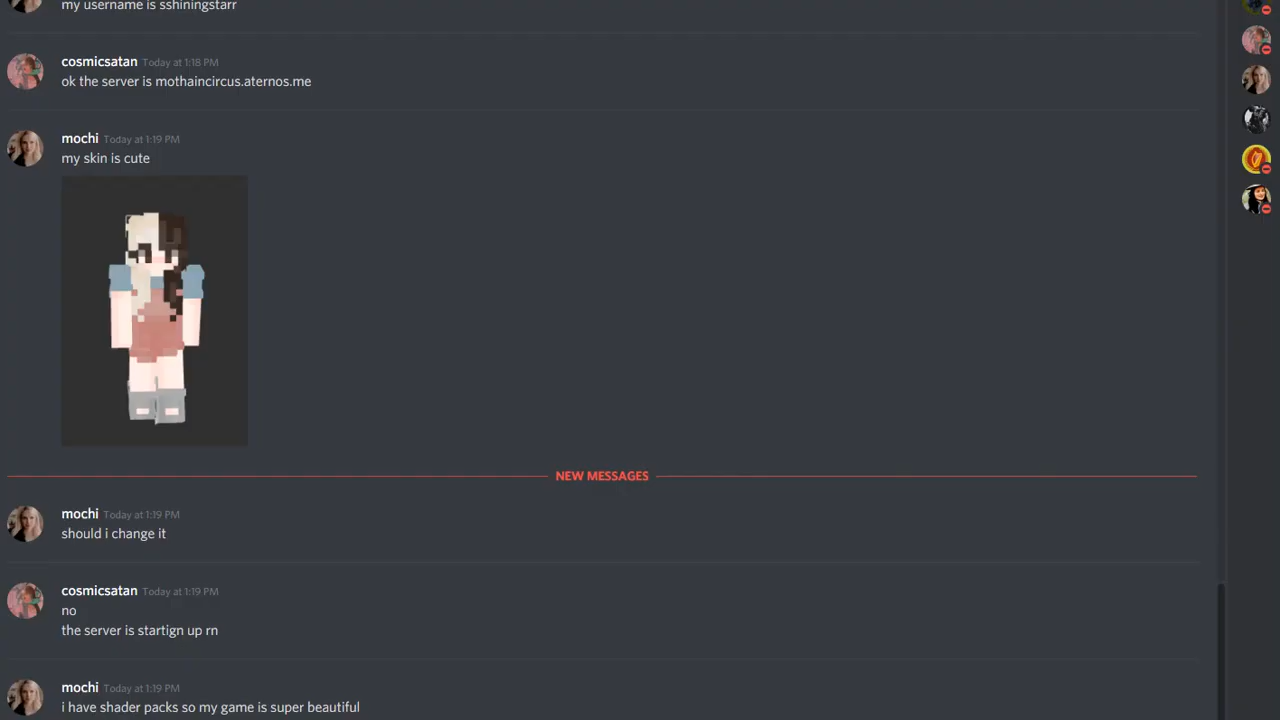 my username is sshiningstarr
cosmicsatan Today at 1:18 PM
ok the server is mothaincircus.aternos.me
mochi Today at 1:19 PM
my skin is cute
NEW MESSAGES
mochi Today at 1:19 PM
should i change it
cosmicsatan Today at 1:19 PM
no
the server is startign up rn
mochi Today at 1:19 PM
i have shader packs so my game is super beautiful